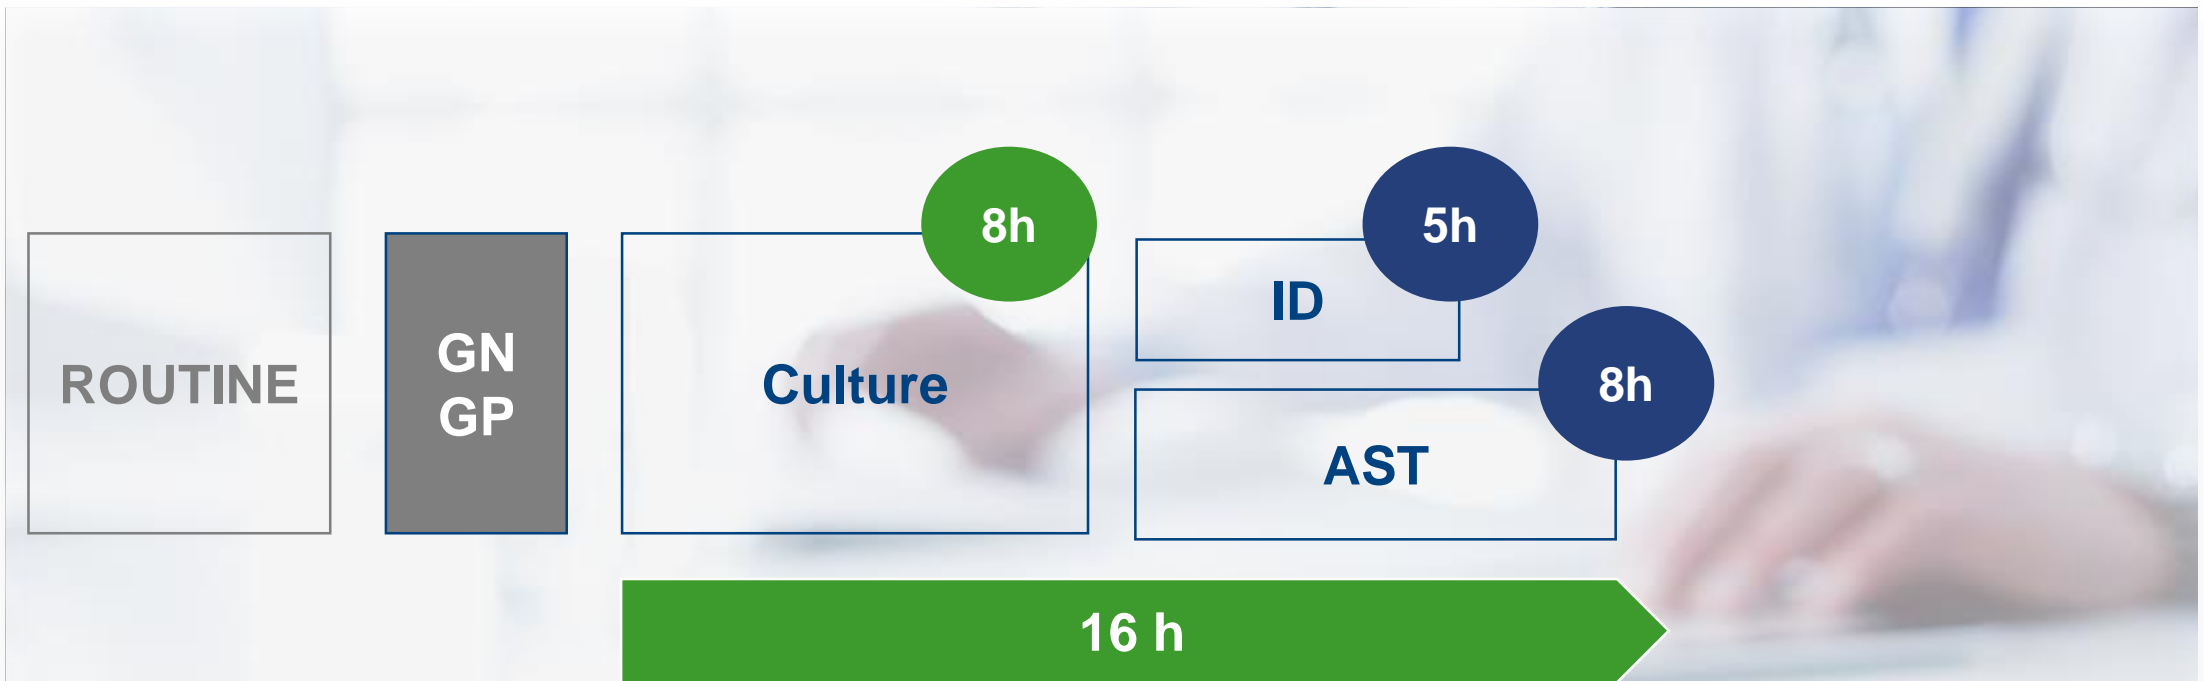 ROUTINE
GN
GP
Culture
8h
ID
5h
AST
8h
16 h